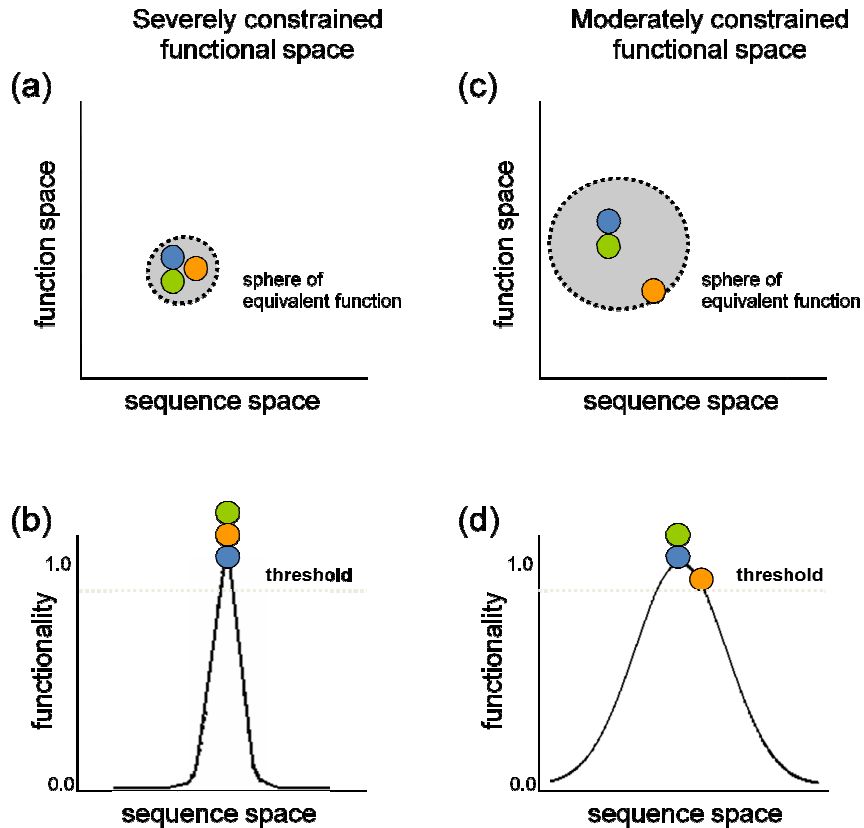 Severely constrained
functional space
Moderately constrained
functional space
(a)
function space
sphere of
equivalent function
sequence space
(c)
function space
sphere of
equivalent function
sequence space
(b)
1.0
threshold
functionality
0.0
sequence space
(d)
1.0
threshold
functionality
0.0
sequence space